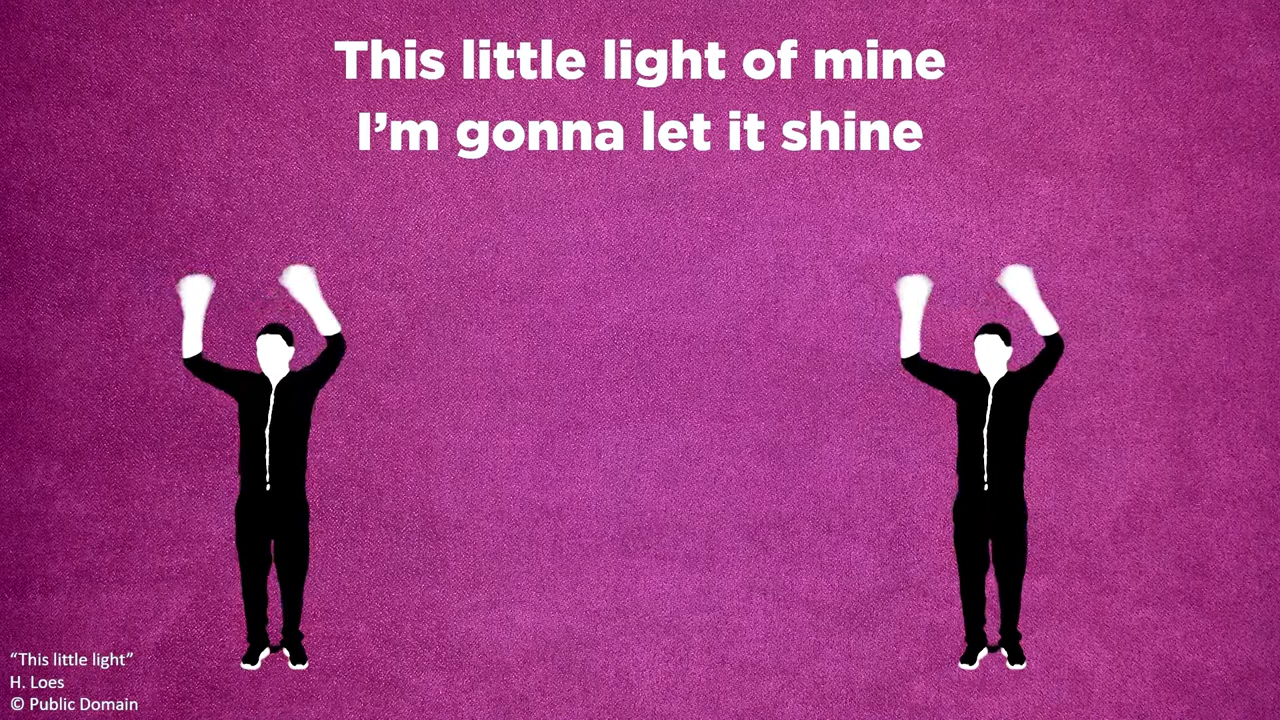 This little light of mine
I’m gonna let it shine
“This little light”
H. Loes
© Public Domain